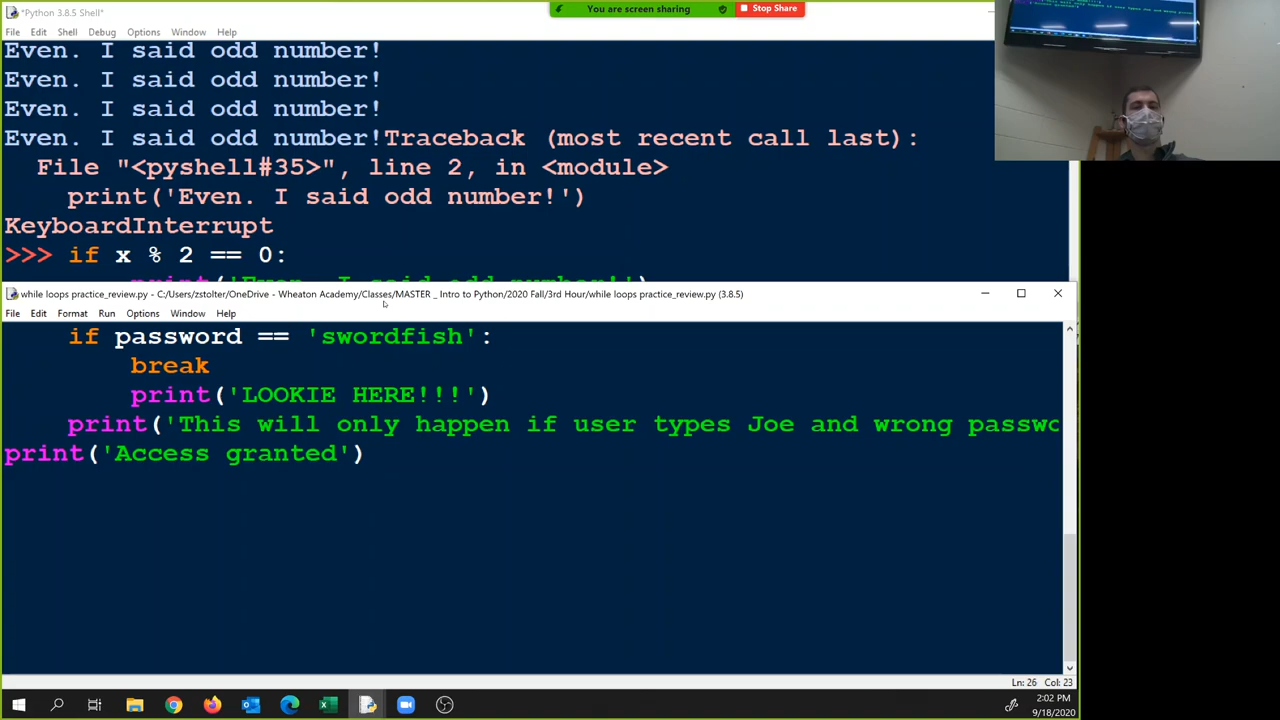 *Python 3.8.5 Shell*
You are screen sharing
Stop Share
File Edit Shell Debug Options Window Help
Even. I said odd number!
Even. I said odd number!
Even. I said odd number!
Even. I said odd number!Traceback (most recent call last):
File "<pyshell#35>", line 2, in <module>
print('Even. I said odd number!')
KeyboardInterrupt
>>> if x % 2 == 0:
print('Even. I said odd number!')
while loops practice_review.py - C:/Users/zstolter/OneDrive - Wheaton Academy/Classes/MASTER _ Intro to Python/2020 Fall/3rd Hour/while loops practice_review.py (3.8.5)
File Edit Format Run Options Window Help
if password == 'swordfish':
break
print('LOOKIE HERE!!!')
print('This will only happen if user types Joe and wrong passwo
print('Access granted')
Ln: 26 Col: 23
2:02 PM
9/18/2020